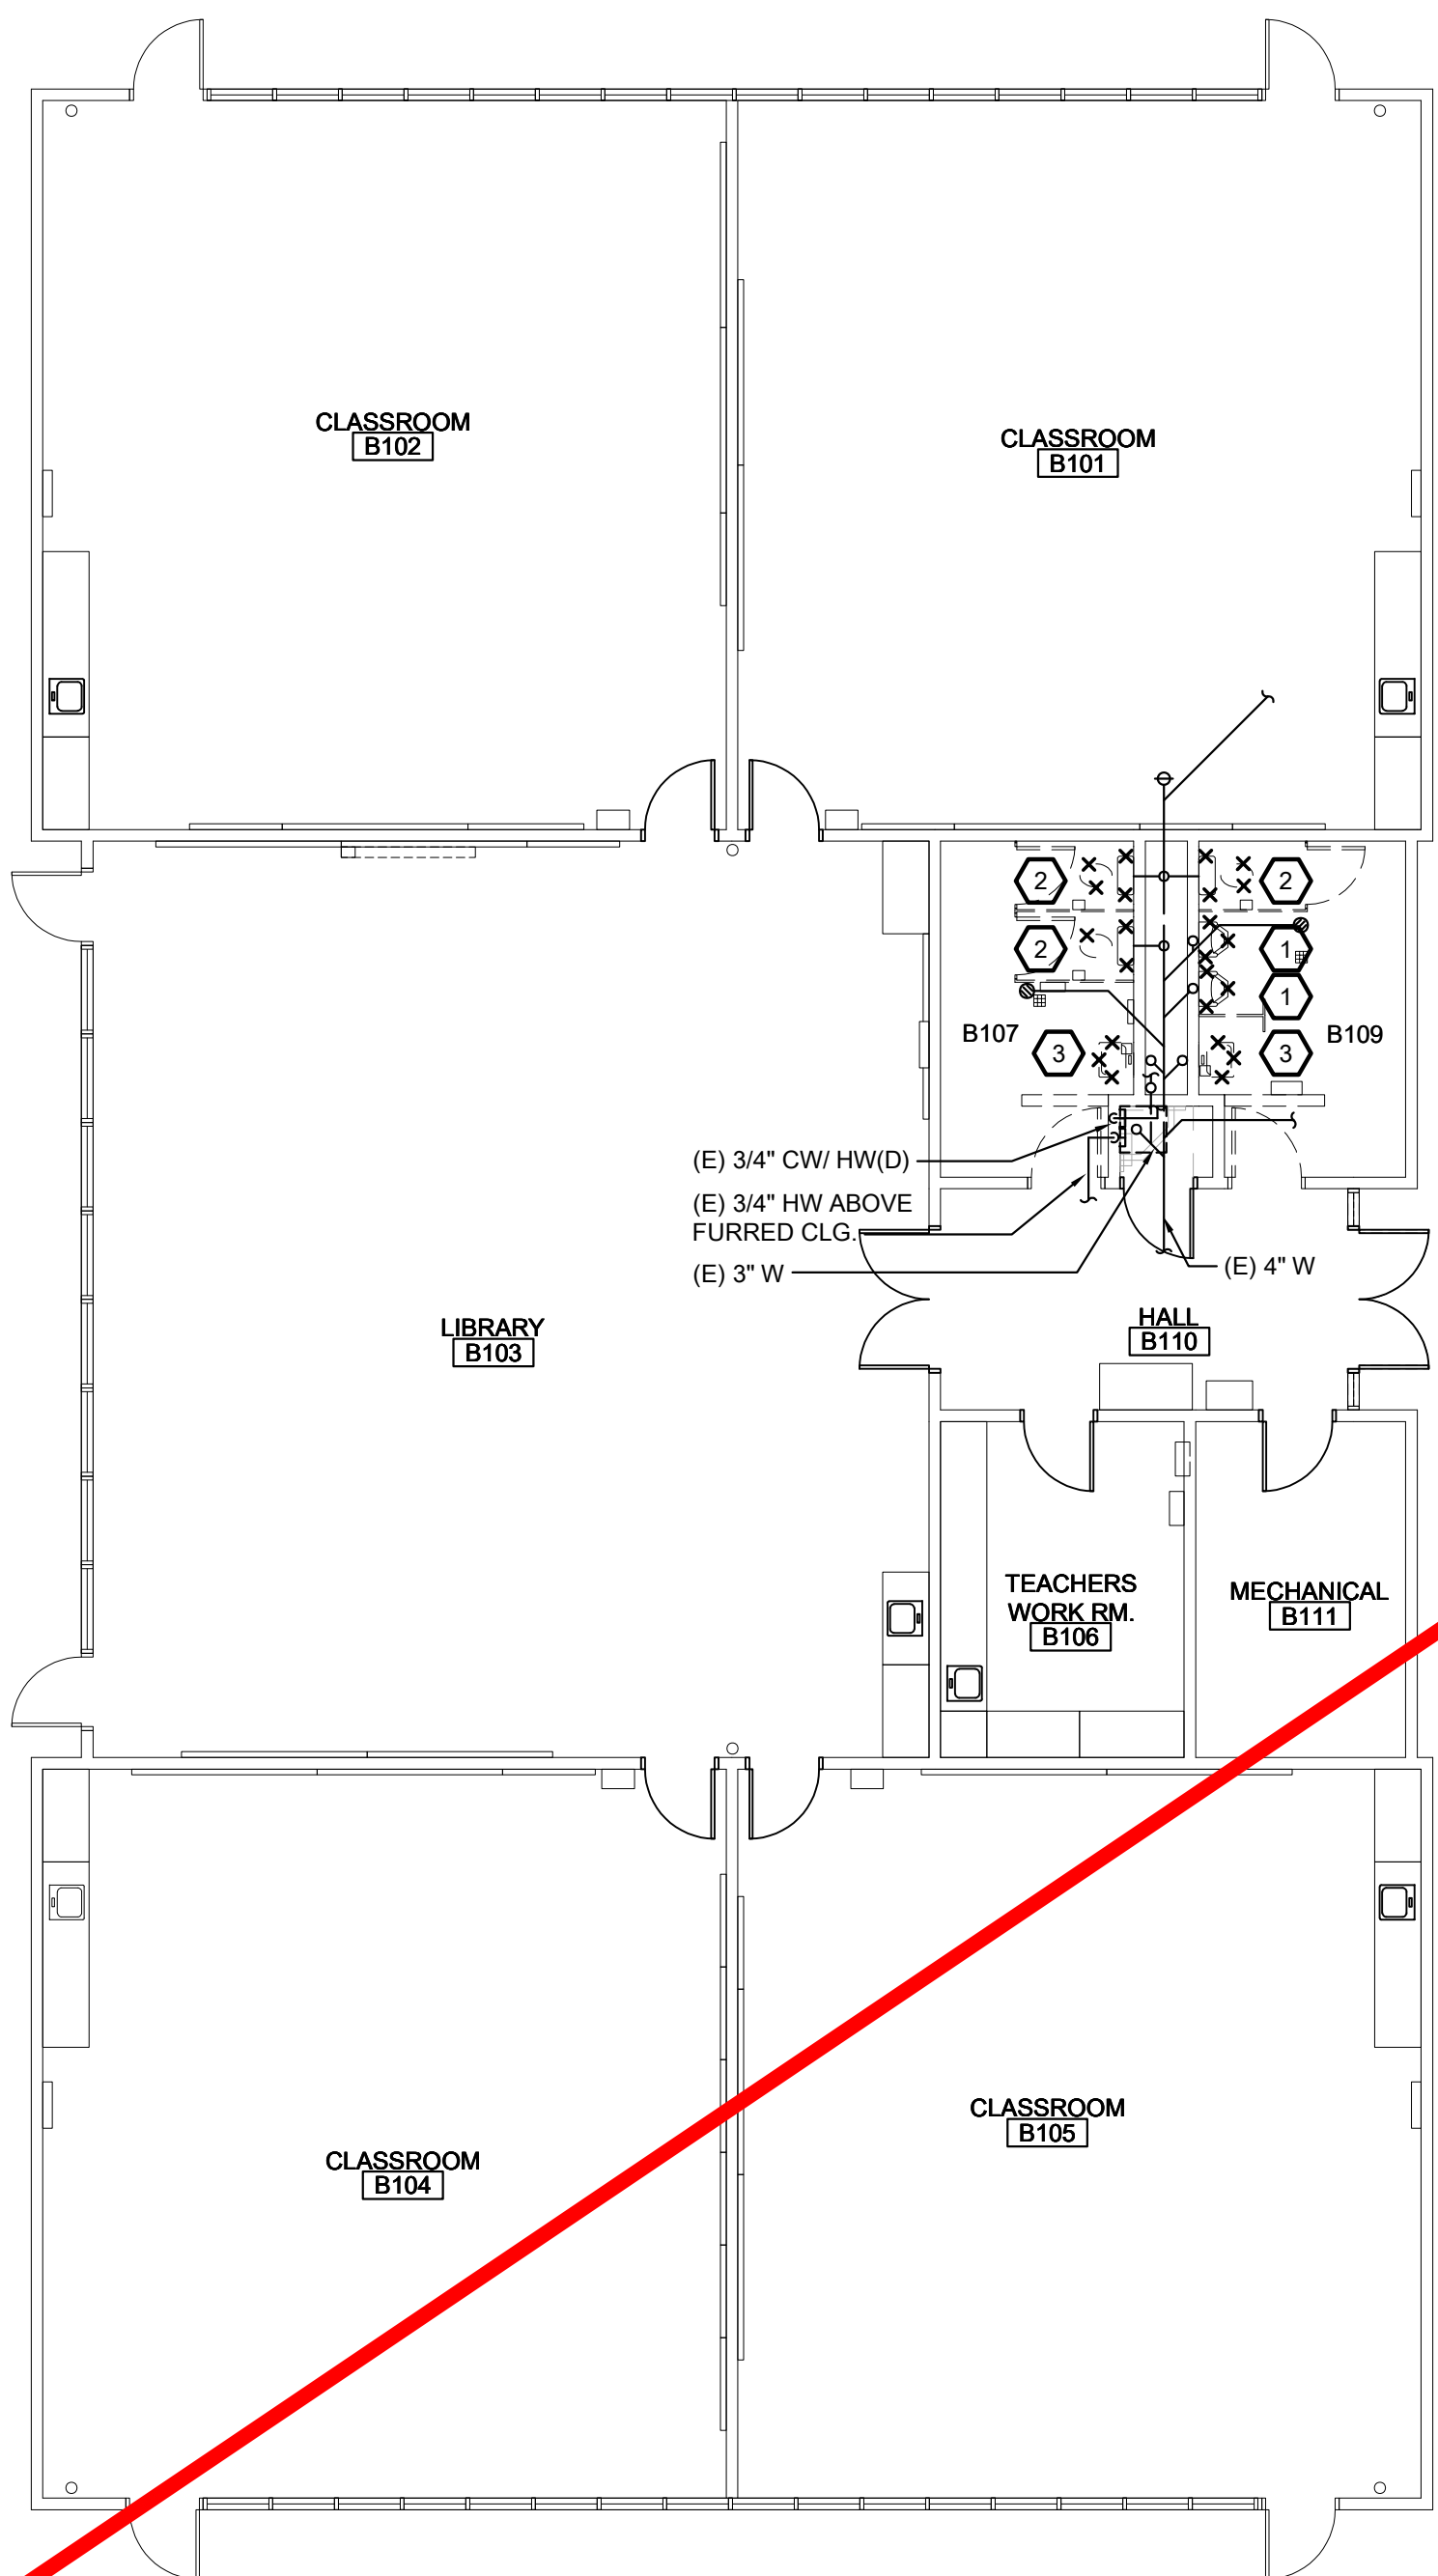 CLASSROOM
B102
CLASSROOM
B101
2
2
2
1
1
B107
B109
3
3
(E) 3/4" CW/ HW(D)
(E) 3/4" HW ABOVE
FURRED CLG.
(E) 3" W
(E) 4" W
HALL
B110
LIBRARY
B103
TEACHERS
WORK RM.
B106
MECHANICAL
B111
CLASSROOM
B105
CLASSROOM
B104